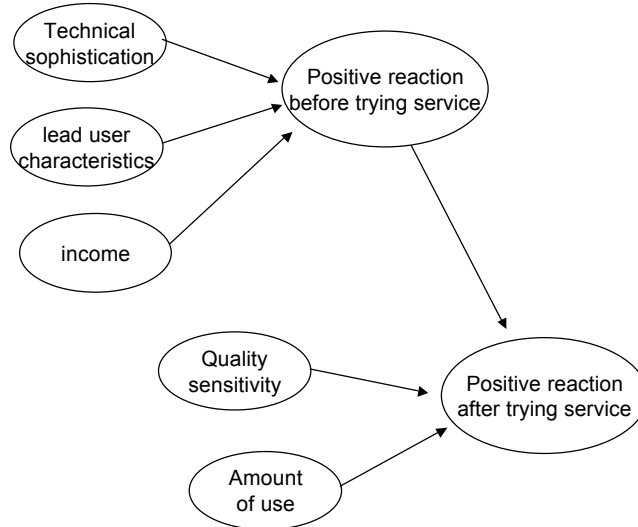 Technical
sophistication
Positive reaction
before trying service
lead user
characteristics
income
Quality
sensitivity
Positive reaction
after trying service
Amount
of use